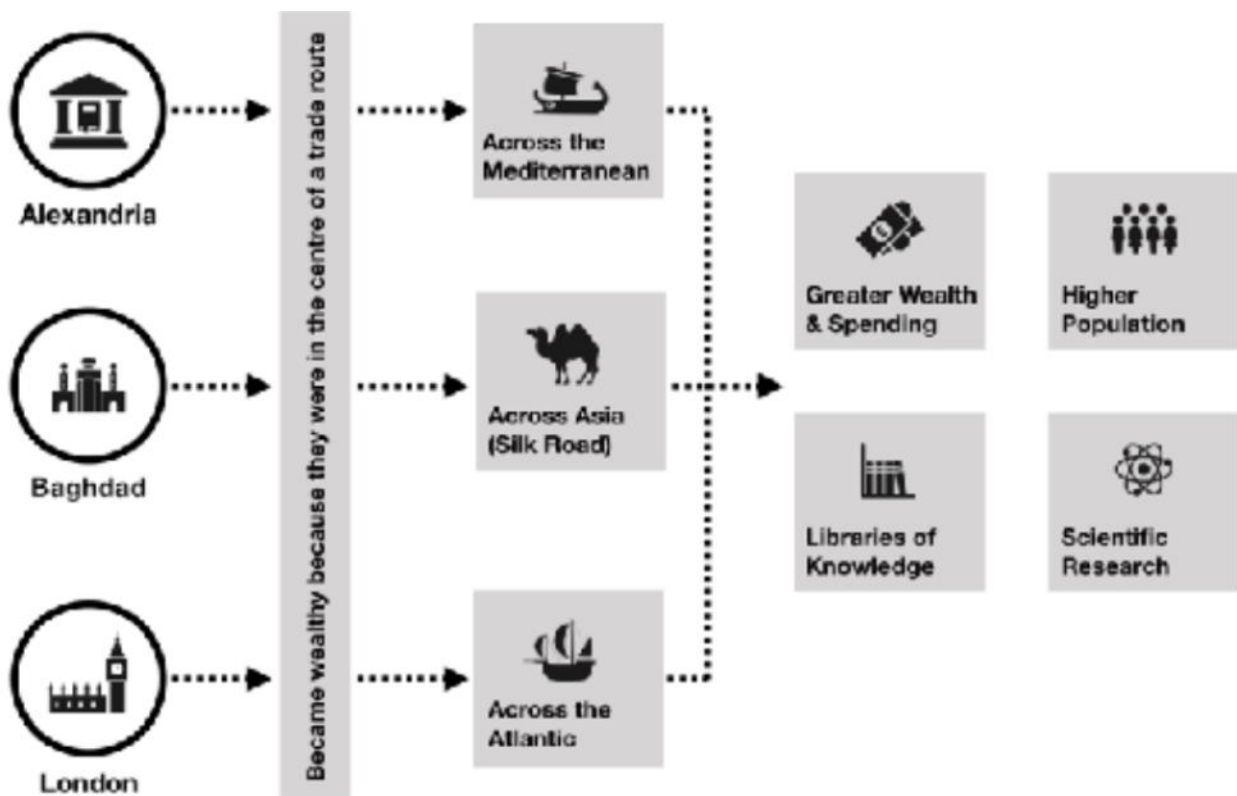 Alexandria
Baghdad
London
Became wealthy because they were in the centre of a trade route
Across the
Mediterranean
Across Asia
(Silk Road)
Across the
Atlantic
Greater Wealth
& Spending
Higher
Population
Libraries of
Knowledge
Scientific
Research